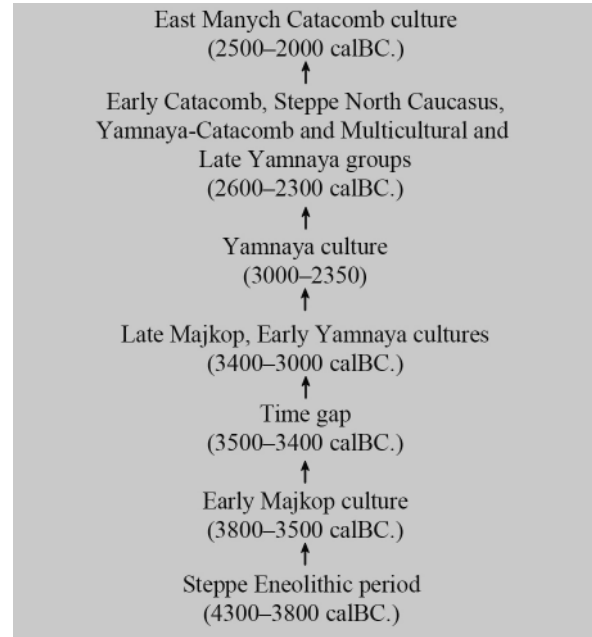 East Manych Catacomb culture
(2500–2000 calBC.)
Early Catacomb, Steppe North Caucasus,
Yamnaya-Catacomb and Multicultural and
Late Yamnaya groups
(2600–2300 calBC.)
Yamnaya culture
(3000–2350)
Late Majkop, Early Yamnaya cultures
(3400–3000 calBC.)
Time gap
(3500–3400 calBC.)
Early Majkop culture
(3800–3500 calBC.)
Steppe Eneolithic period
(4300–3800 calBC.)